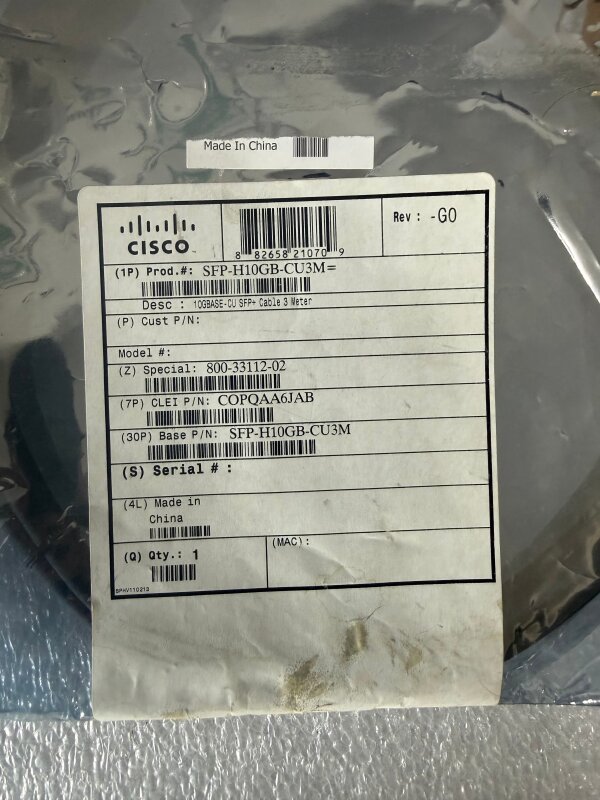 Made In China
CISCO
8 82658 21070 9
Rev : -G0
(1P) Prod.#: SFP-H10GB-CU3M=
Desc : 10GBASE-CU SFP+ Cable 3 Meter
(P) Cust P/N:
Model #:
(Z) Special: 800-33112-02
(7P) CLEI P/N: COPQAA6JAB
(30P) Base P/N: SFP-H10GB-CU3M
(S) Serial # :
(4L) Made in
China
(Q) Qty.: 1
(MAC) :
SPHV110213